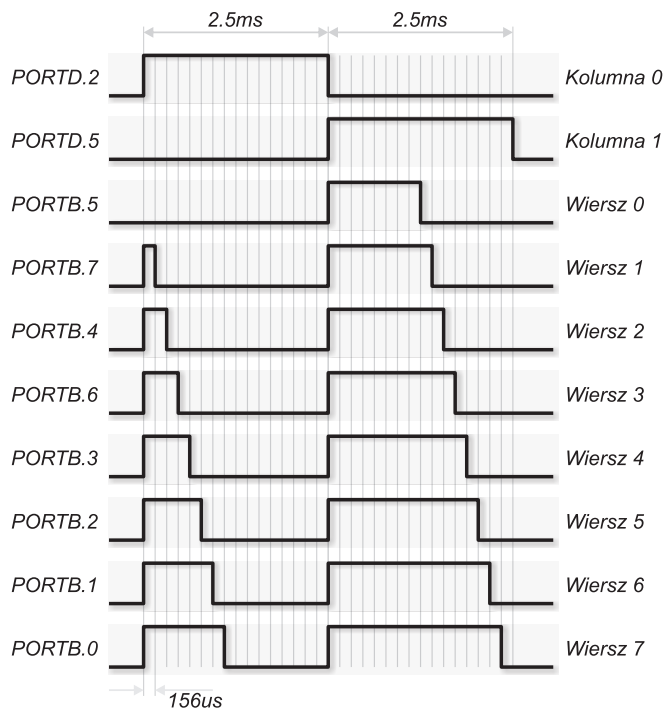 2.5ms 2.5ms
PORTD.2 Kolumna 0
PORTD.5 Kolumna 1
PORTB.5 Wiersz 0
PORTB.7 Wiersz 1
PORTB.4 Wiersz 2
PORTB.6 Wiersz 3
PORTB.3 Wiersz 4
PORTB.2 Wiersz 5
PORTB.1 Wiersz 6
PORTB.0 Wiersz 7
156us